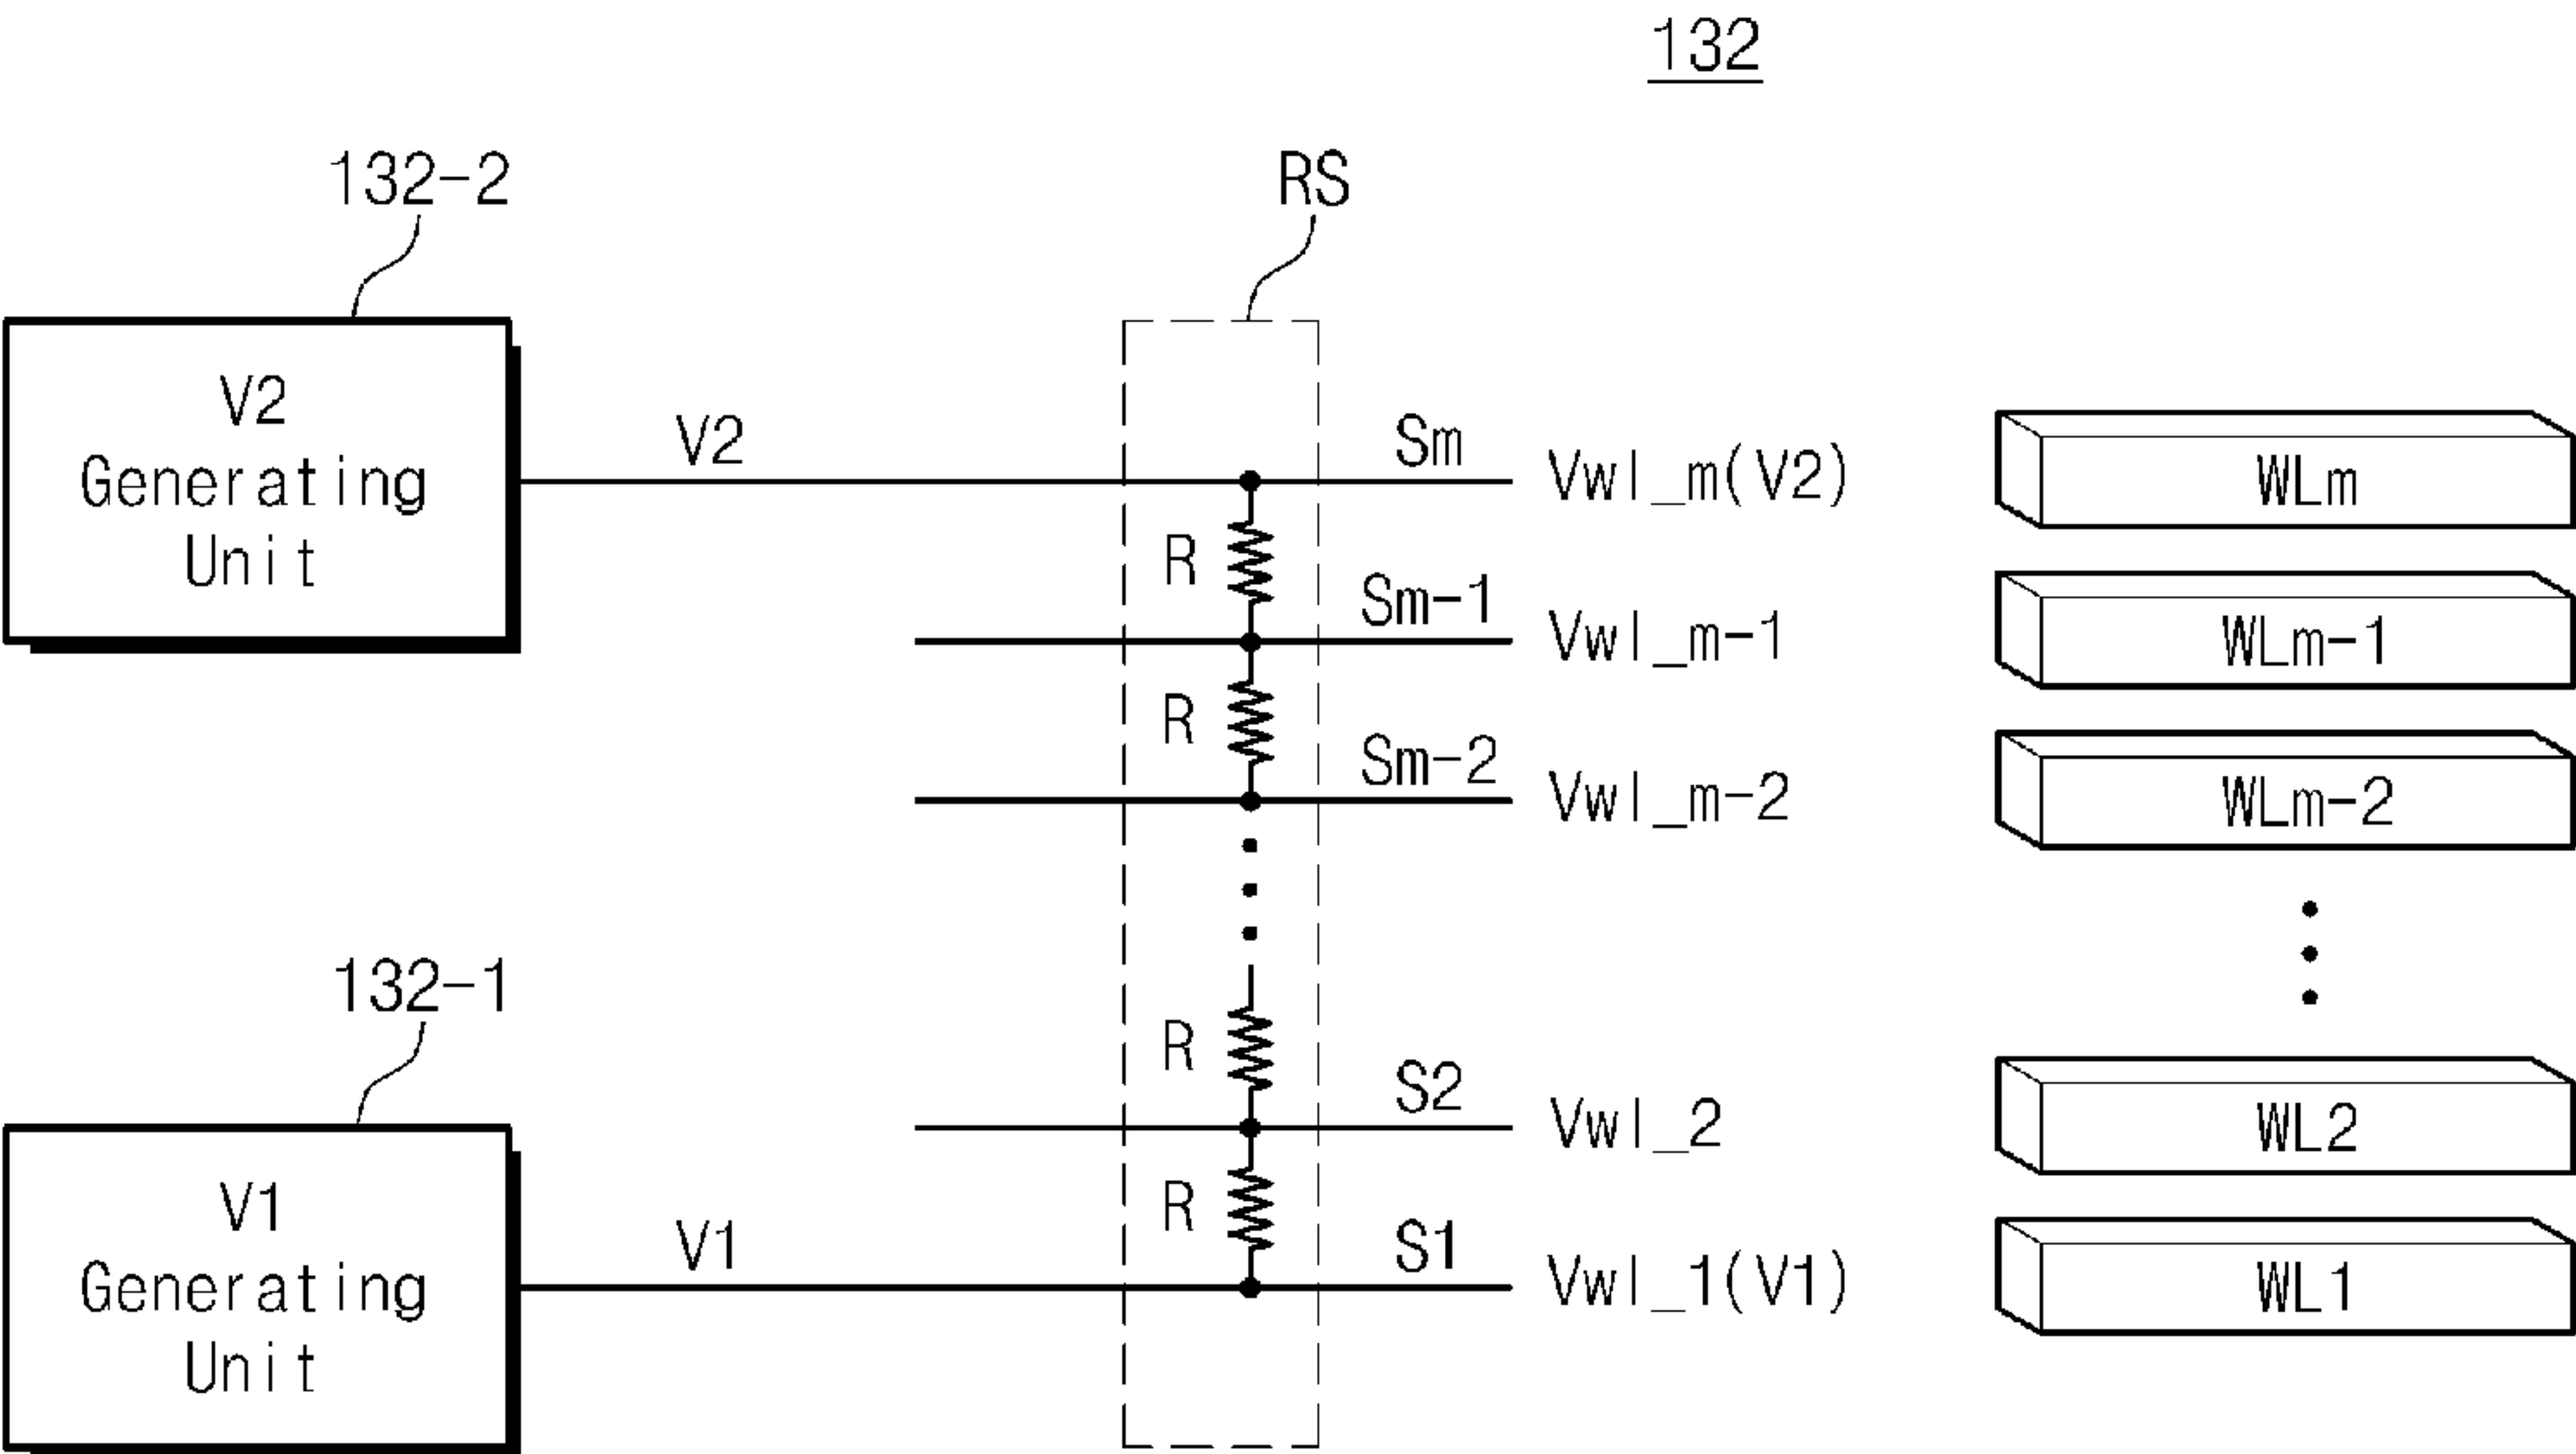 132
132-2
RS
V2
Generating
Unit
V2
Sm
Vwl_m(V2)
WLm
R
Sm-1
Vwl_m-1
WLm-1
R
Sm-2
Vwl_m-2
WLm-2
132-1
R
S2
Vwl_2
WL2
V1
Generating
Unit
V1
R
S1
Vwl_1(V1)
WL1